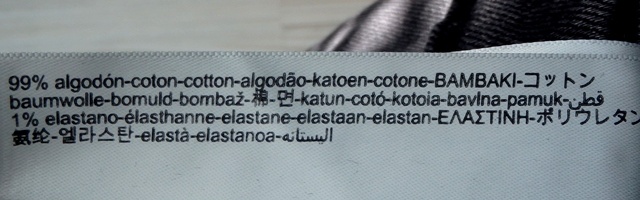 99% algodón-coton-cotton-algodão-katoen-cotone-BAMBAKI-コットン
baumwolle-bomuld-bombaž-棉-면-katun-cotó-kotoia-bavlna-pamuk-قطن
1% elastano-élasthanne-elastane-elastaan-elastan-ΕΛΑΣΤΙΝΗ-ポリウレタン
氨纶-엘라스탄-elastà-elastanoa-اليستانه